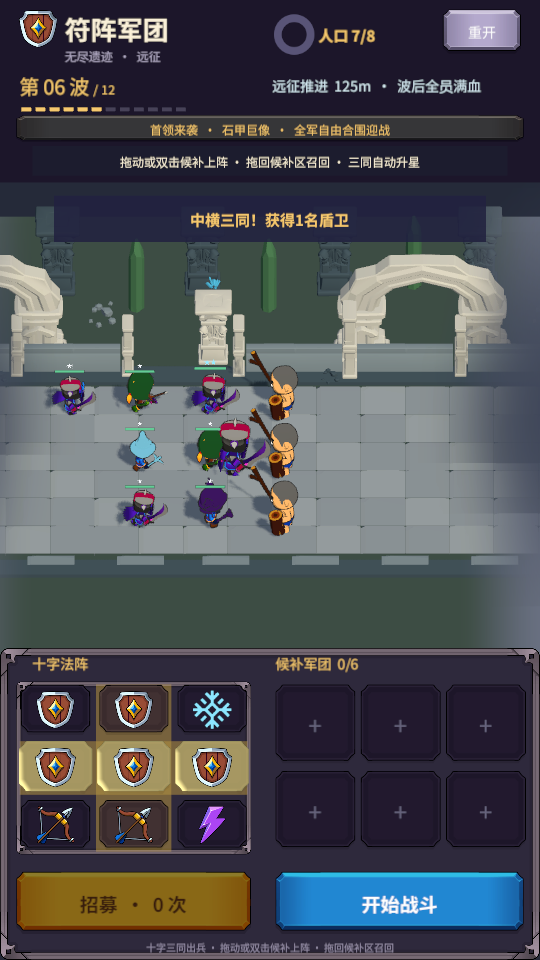 符阵军团
无尽遗迹 · 远征
人口 7/8
重开
第 06 波 / 12
远征推进 125m · 波后全员满血
首领来袭 · 石甲巨像 · 全军自由合围迎战
拖动或双击候补上阵 · 拖回候补区召回 · 三同自动升星
中横三同！获得1名盾卫
十字法阵
候补军团 0/6
招募 · 0 次
开始战斗
十字三同出兵 · 拖动或双击候补上阵 · 拖回候补区召回